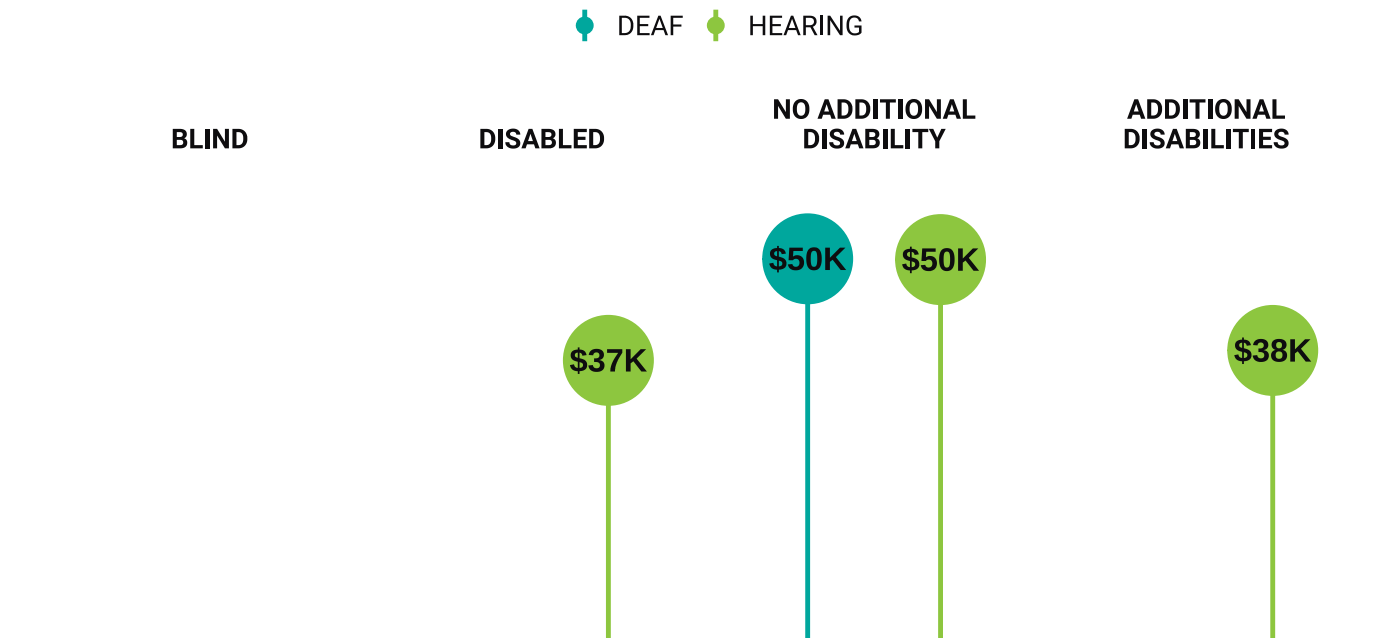 DEAF HEARING
BLIND
DISABLED
NO ADDITIONAL
DISABILITY
ADDITIONAL
DISABILITIES
$50K
$50K
$37K
$38K